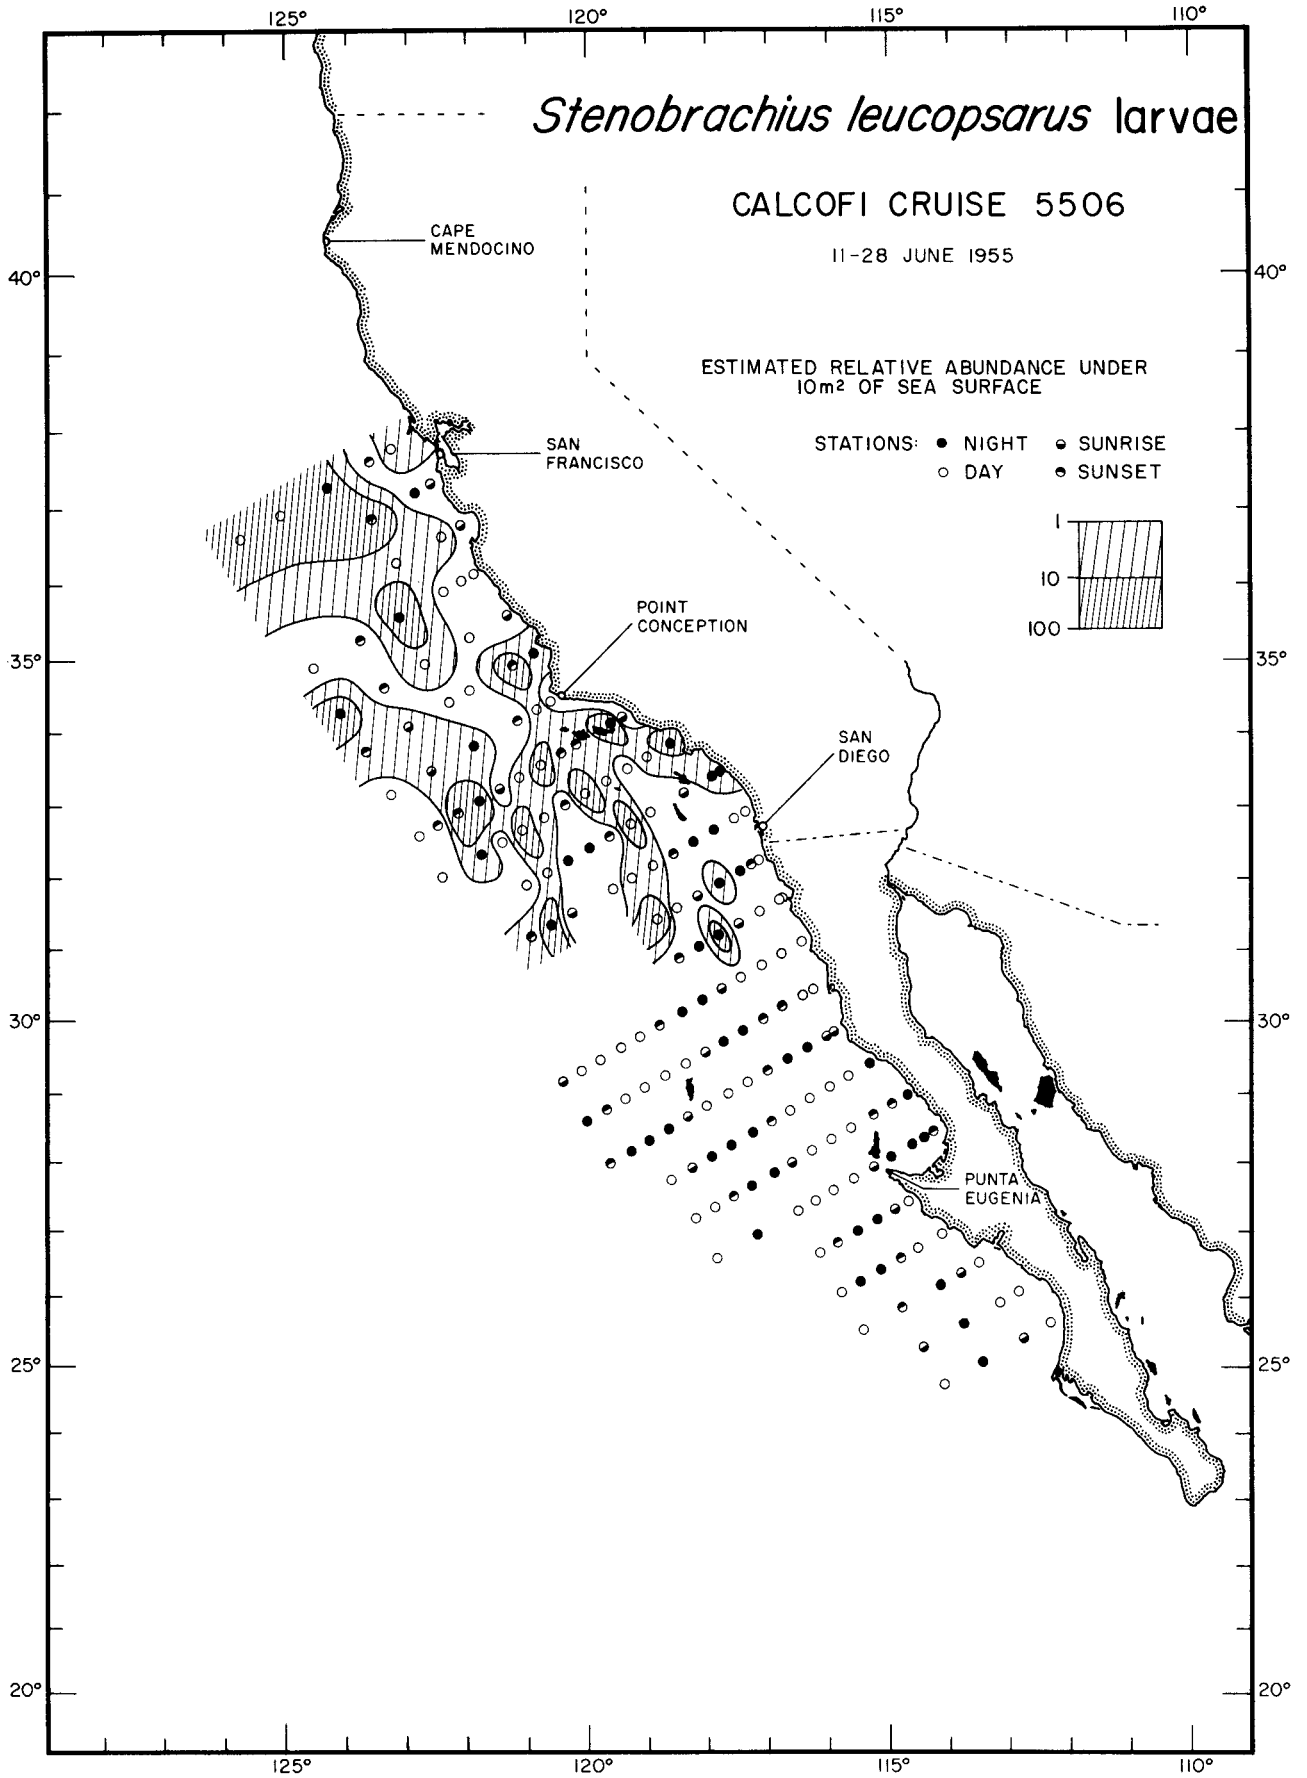 125° 120° 115° 110°
Stenobrachius leucopsarus larvae
CALCOFI CRUISE 5506
11-28 JUNE 1955
CAPE
MENDOCINO
40° 40°
ESTIMATED RELATIVE ABUNDANCE UNDER
10m² OF SEA SURFACE
STATIONS: NIGHT SUNRISE
DAY SUNSET
SAN
FRANCISCO
1
10
100
POINT
CONCEPTION
35° 35°
SAN
DIEGO
30° 30°
PUNTA
EUGENIA
25° 25°
20° 20°
125° 120° 115° 110°